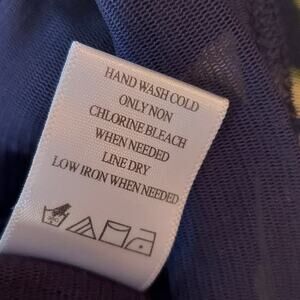 HAND WASH COLD
ONLY NON
CHLORINE BLEACH
WHEN NEEDED
LINE DRY
LOW IRON WHEN NEEDED